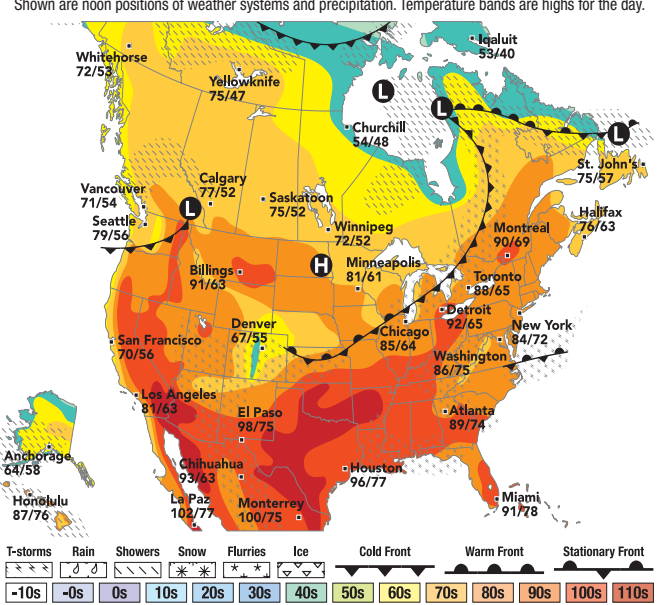 Shown are noon positions of weather systems and precipitation. Temperature bands are highs for the day.
Iqaluit
53/40
Whitehorse
72/53
Yellowknife
75/47
L
L
Churchill
54/48
L
St. John's
75/57
Calgary
77/52
Vancouver
71/54
Saskatoon
75/52
L
Seattle
79/56
Halifax
76/63
Winnipeg
72/52
Montreal
90/69
H
Minneapolis
81/61
Billings
91/63
Toronto
88/65
Detroit
92/65
Denver
67/55
Chicago
85/64
New York
84/72
San Francisco
70/56
Washington
86/75
Los Angeles
81/63
El Paso
98/75
Atlanta
89/74
Anchorage
64/58
Chihuahua
93/63
Houston
96/77
Honolulu
87/76
La Paz
102/77
Monterrey
100/75
Miami
91/78
T-storms Rain Showers Snow Flurries Ice Cold Front Warm Front Stationary Front
-10s -0s 0s 10s 20s 30s 40s 50s 60s 70s 80s 90s 100s 110s